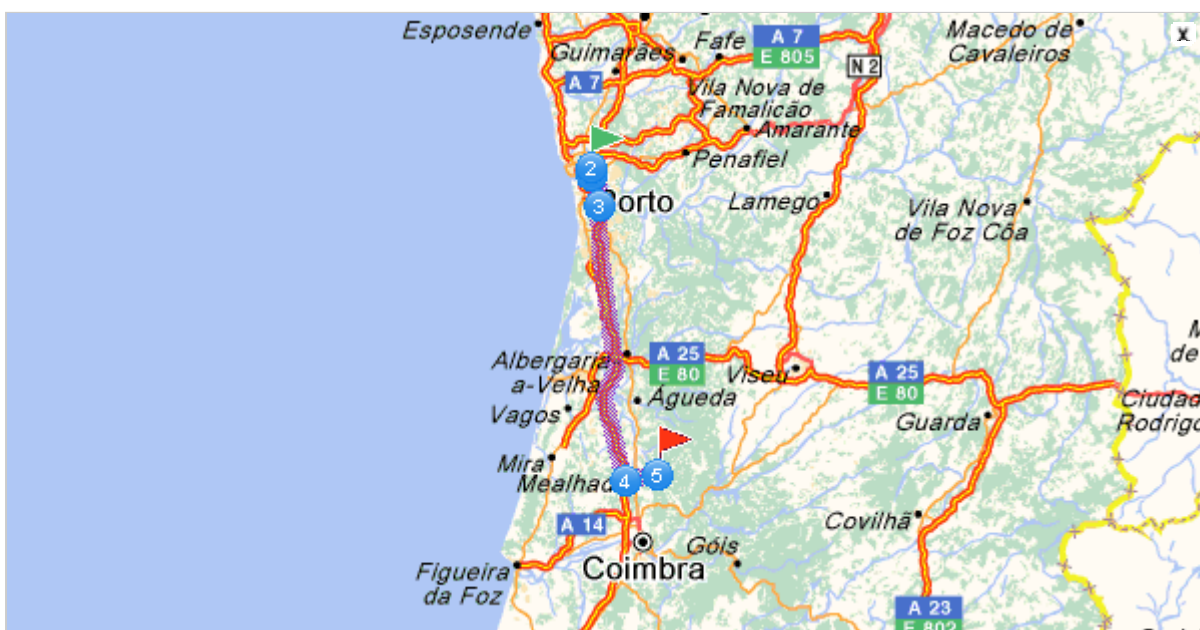 Esposende
Guimarães
Fafe
A 7
E 805
Macedo de
Cavaleiros
x
A 7
N 2
Vila Nova de
Famalicão
Amarante
Penafiel
2
3
Porto
Lamego
Vila Nova
de Foz Côa
Albergaria
a-Velha
A 25
E 80
Viseu
A 25
E 80
Águeda
Vagos
Guarda
Ciudad
Rodrigo
Mira
Mealhad
4
5
A 14
Covilhã
Góis
Coimbra
Figueira
da Foz
A 23
E 802